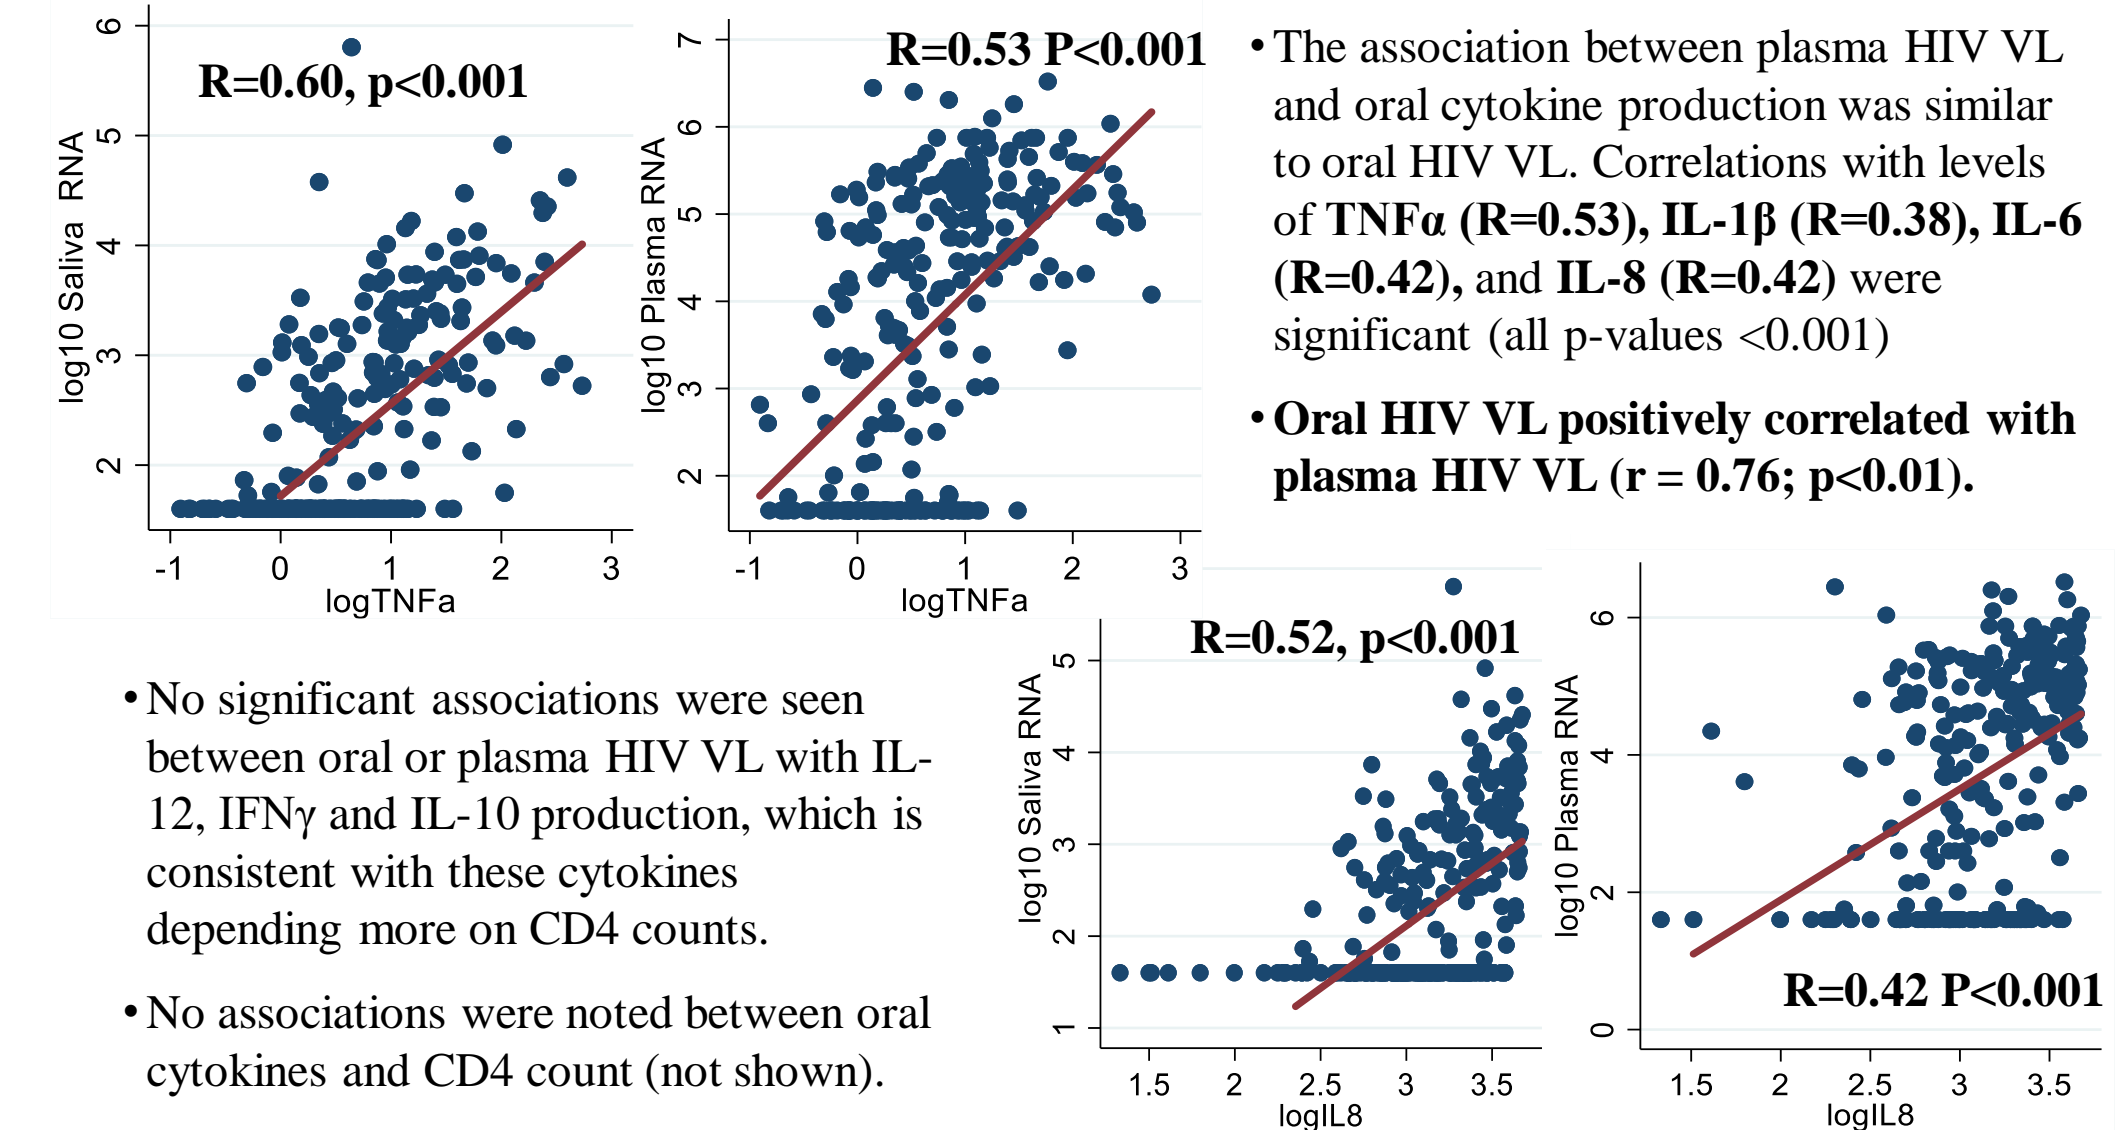 R=0.60, p<0.001
log10 Saliva RNA
6
5
4
3
2
-1 0 1 2 3
logTNFa
R=0.53 P<0.001
log10 Plasma RNA
7
6
5
4
3
2
-1 0 1 2 3
logTNFa
• The association between plasma HIV VL
and oral cytokine production was similar
to oral HIV VL. Correlations with levels
of TNFα (R=0.53), IL-1β (R=0.38), IL-6
(R=0.42), and IL-8 (R=0.42) were
significant (all p-values <0.001)
• Oral HIV VL positively correlated with
plasma HIV VL (r = 0.76; p<0.01).
• No significant associations were seen
between oral or plasma HIV VL with IL-
12, IFNγ and IL-10 production, which is
consistent with these cytokines
depending more on CD4 counts.
• No associations were noted between oral
cytokines and CD4 count (not shown).
R=0.52, p<0.001
log10 Saliva RNA
5
4
3
2
1
1.5 2 2.5 3 3.5
logIL8
log10 Plasma RNA
6
4
2
0
R=0.42 P<0.001
1.5 2 2.5 3 3.5
logIL8